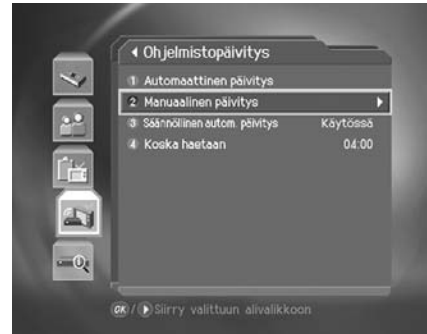 Ohjelmistopäivitys
1 Automaattinen päivitys
2 Manuaalinen päivitys
3 Säännöllinen autom. päivitys Käytössä
4 Koska haetaan 04:00
OK / Siirry valittuun alivalikkoon